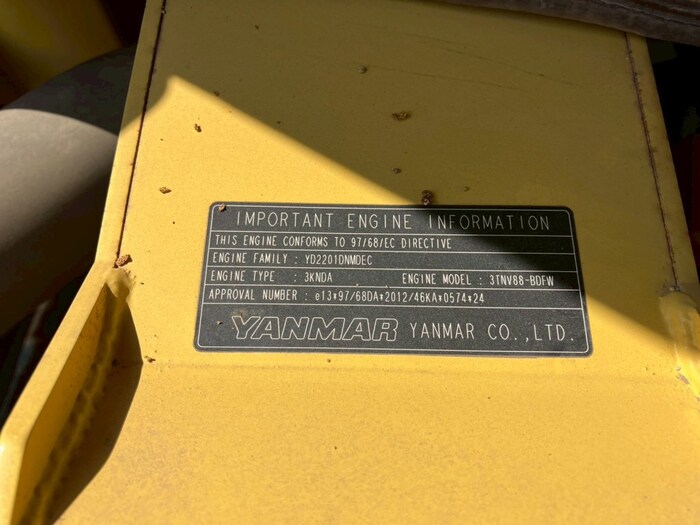 IMPORTANT ENGINE INFORMATION
THIS ENGINE CONFORMS TO 97/68/EC DIRECTIVE
ENGINE FAMILY : YD2201DNMDEC
ENGINE TYPE : 3KNDA ENGINE MODEL : 3TNV88-BDFW
APPROVAL NUMBER : e13*97/68DA*2012/46KA*0574*24
YANMAR YANMAR CO.,LTD.